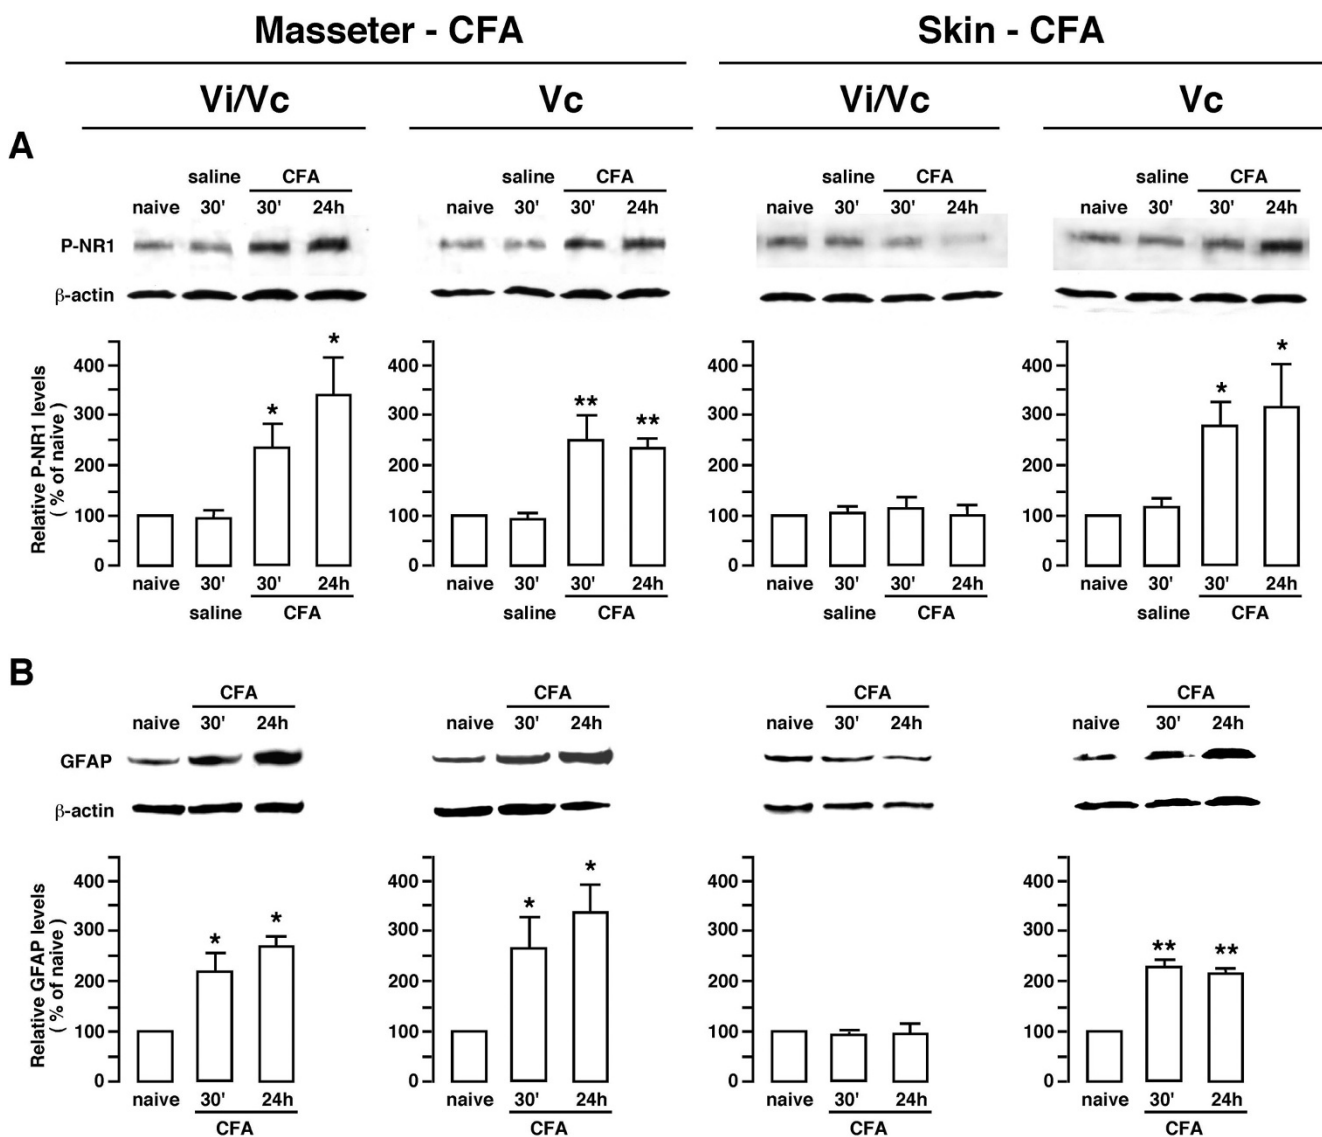 Masseter - CFA Skin - CFA
Vi/Vc Vc Vi/Vc Vc
A
saline CFA saline CFA saline CFA saline CFA
naive 30' 30' 24h naive 30' 30' 24h naive 30' 30' 24h naive 30' 30' 24h
P-NR1
β-actin
Relative P-NR1 levels
( % of naive )
* * ** ** * *
400 400 400 400
300 300 300 300
200 200 200 200
100 100 100 100
0 0 0 0
naive 30' 30' 24h naive 30' 30' 24h naive 30' 30' 24h naive 30' 30' 24h
saline CFA saline CFA saline CFA saline CFA
B
CFA CFA CFA CFA
naive 30' 24h naive 30' 24h naive 30' 24h naive 30' 24h
GFAP
β-actin
Relative GFAP levels
( % of naive )
* * * * ** **
400 400 400 400
300 300 300 300
200 200 200 200
100 100 100 100
0 0 0 0
naive 30' 24h naive 30' 24h naive 30' 24h naive 30' 24h
CFA CFA CFA CFA